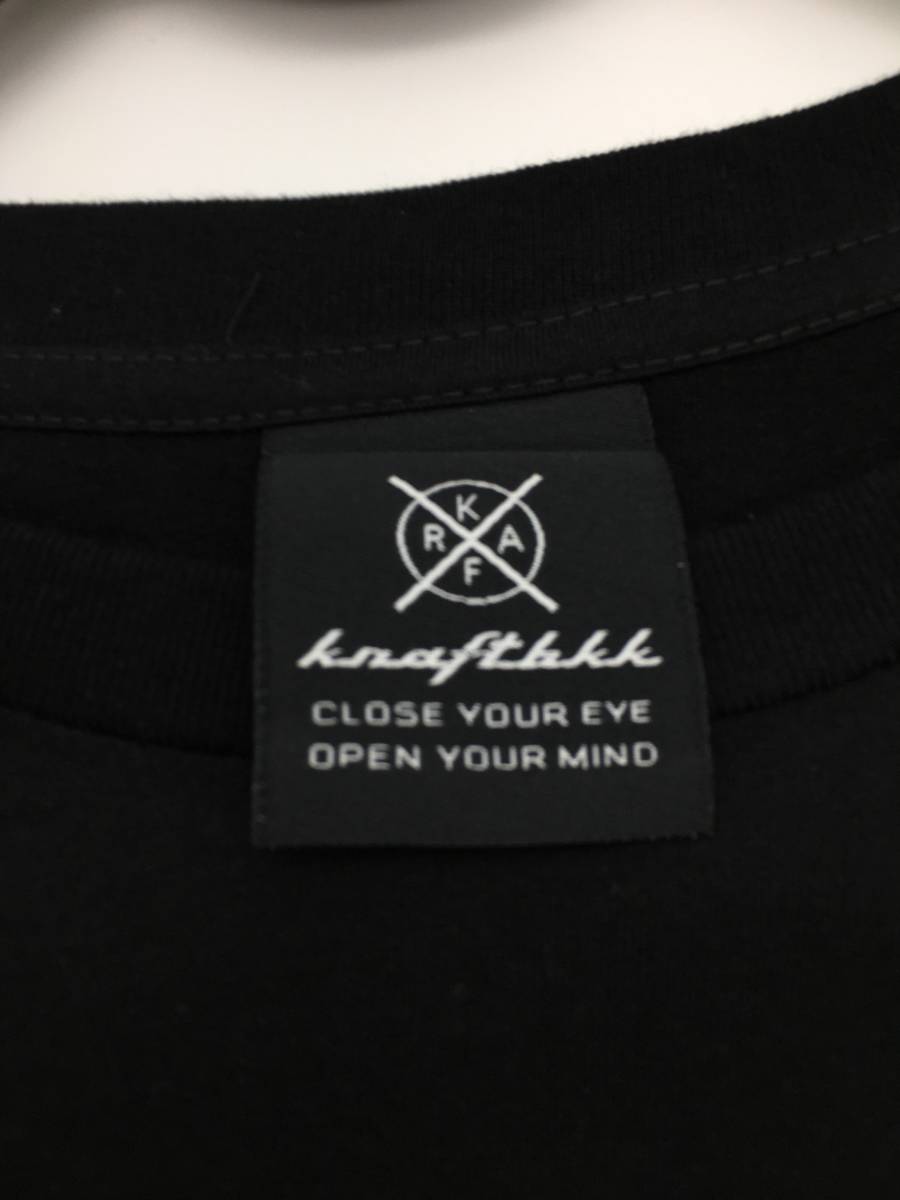 K
R A
F
kraftbkk
CLOSE YOUR EYE
OPEN YOUR MIND